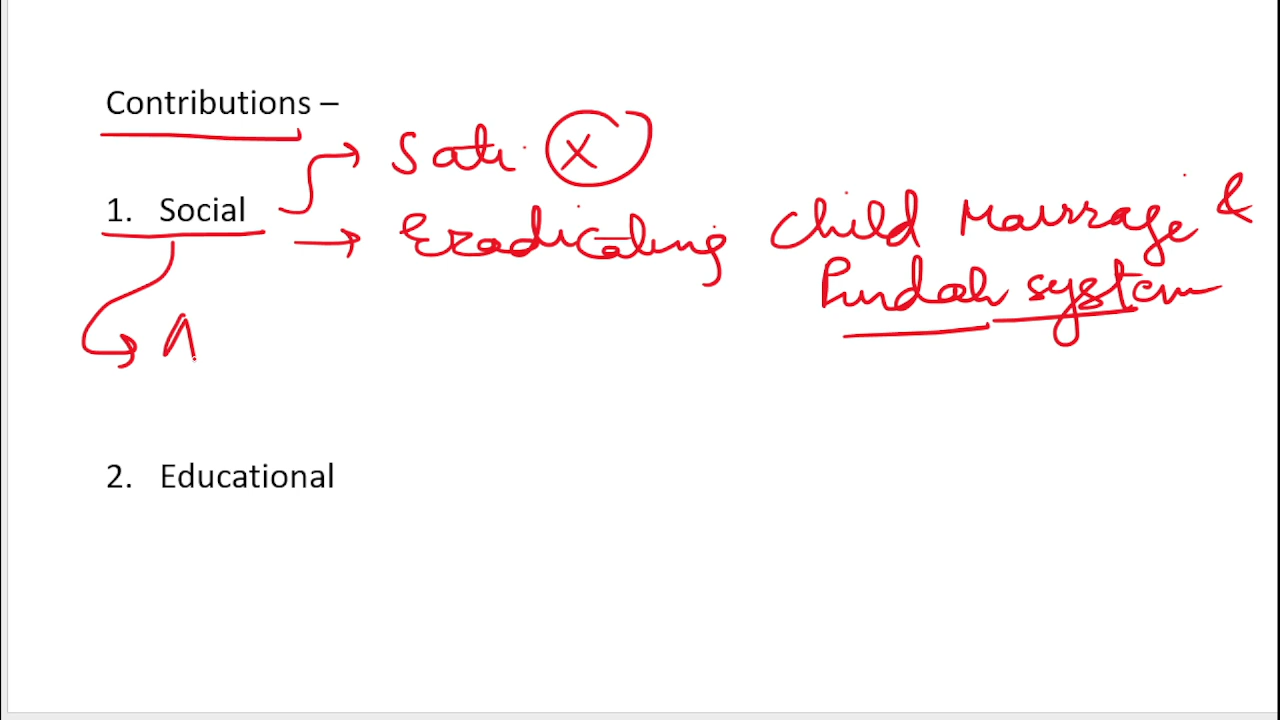 Contributions –
Sati (X)
1. Social
Eradicating Child Marriage &
Purdah system
A
2. Educational